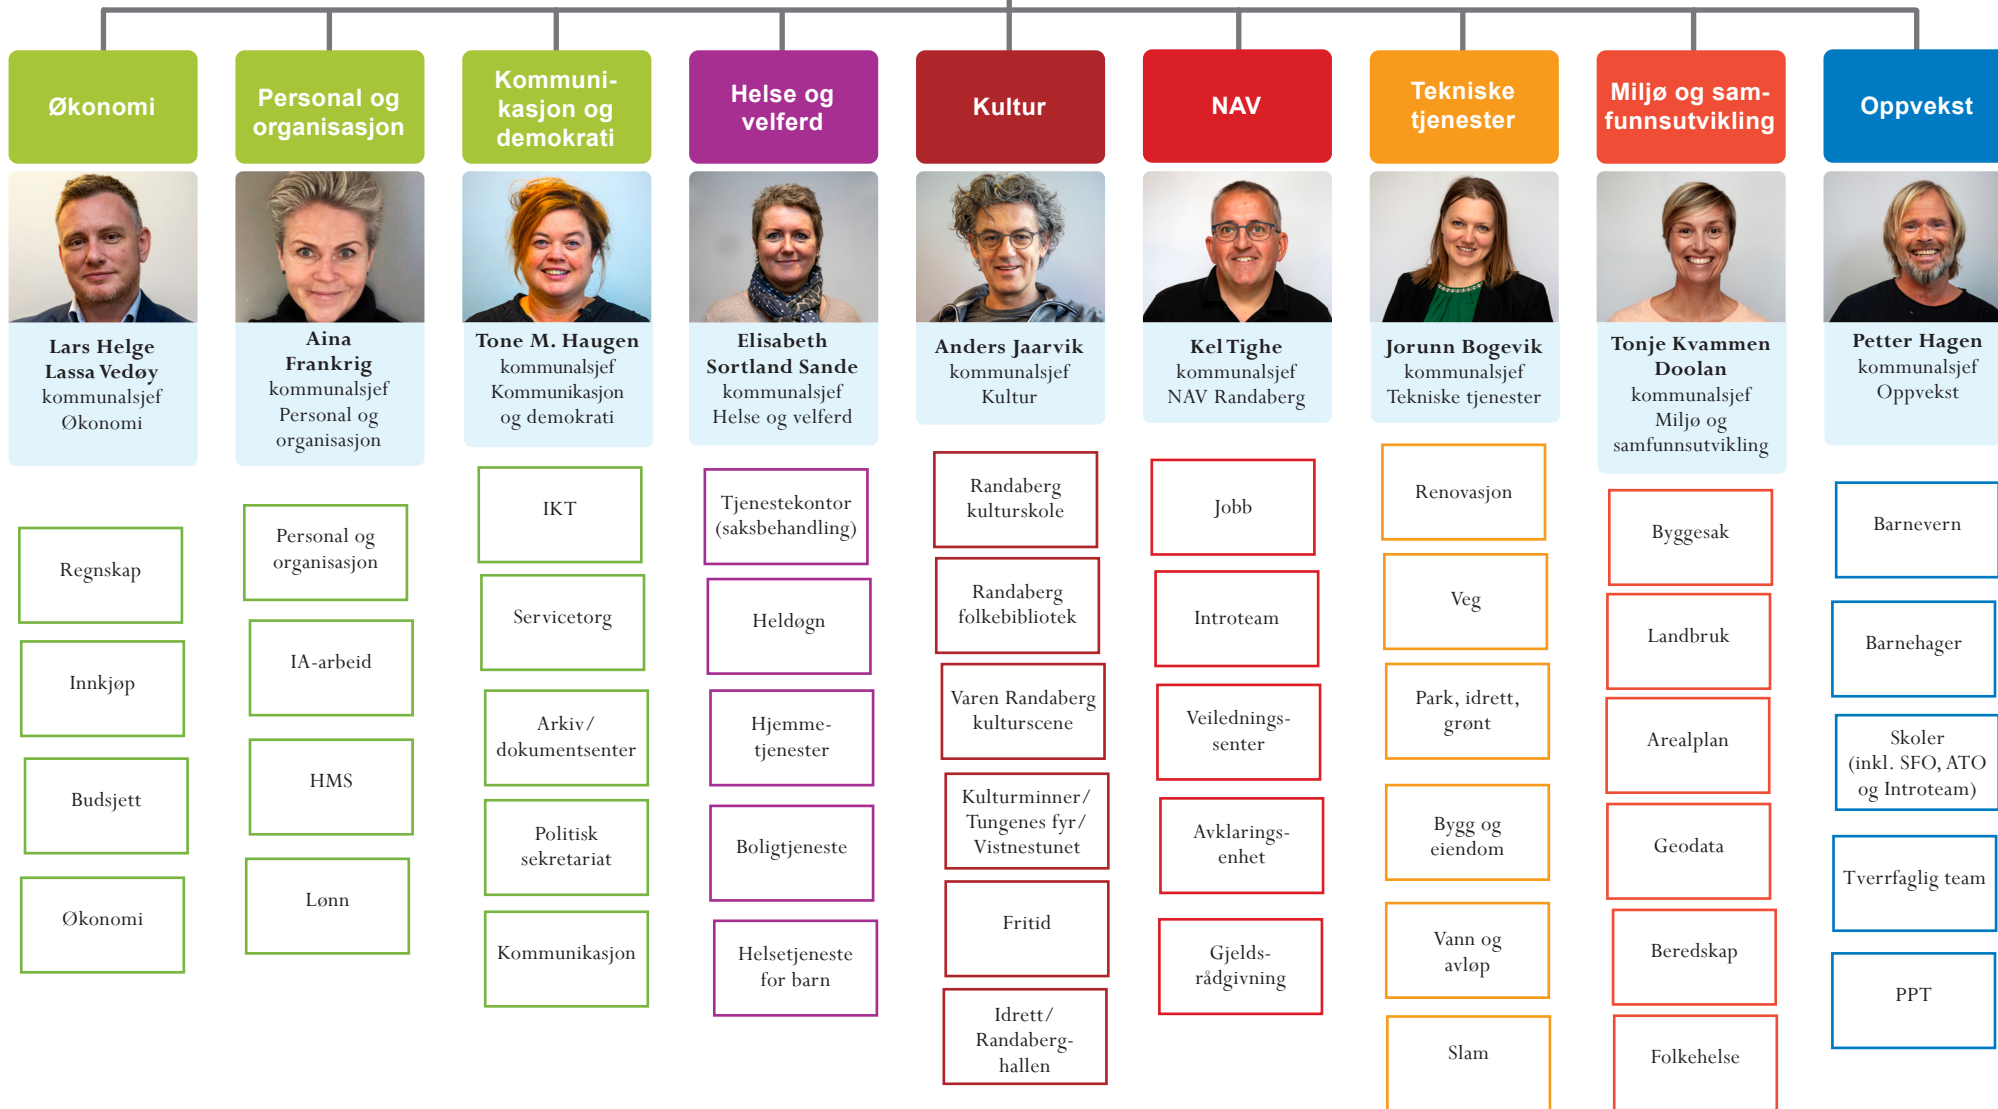 Økonomi
Personal og
organisasjon
Kommuni-
kasjon og
demokrati
Helse og
velferd
Kultur
NAV
Tekniske
tjenester
Miljø og sam-
funnsutvikling
Oppvekst
Lars Helge
Lassa Vedøy
kommunalsjef
Økonomi
Aina
Frankrig
kommunalsjef
Personal og
organisasjon
Tone M. Haugen
kommunalsjef
Kommunikasjon
og demokrati
Elisabeth
Sortland Sande
kommunalsjef
Helse og velferd
Anders Jaarvik
kommunalsjef
Kultur
Kel Tighe
kommunalsjef
NAV Randaberg
Jorunn Bogevik
kommunalsjef
Tekniske tjenester
Tonje Kvammen
Doolan
kommunalsjef
Miljø og
samfunnsutvikling
Petter Hagen
kommunalsjef
Oppvekst
Regnskap
Innkjøp
Budsjett
Økonomi
Personal og
organisasjon
IA-arbeid
HMS
Lønn
IKT
Servicetorg
Arkiv/
dokumentsenter
Politisk
sekretariat
Kommunikasjon
Tjenestekontor
(saksbehandling)
Heldøgn
Hjemme-
tjenester
Boligtjeneste
Helsetjeneste
for barn
Randaberg
kulturskole
Randaberg
folkebibliotek
Varen Randaberg
kulturscene
Kulturminner/
Tungenes fyr/
Vistnestunet
Fritid
Idrett/
Randaberg-
hallen
Jobb
Introteam
Veilednings-
senter
Avklarings-
enhet
Gjelds-
rådgivning
Renovasjon
Veg
Park, idrett,
grønt
Bygg og
eiendom
Vann og
avløp
Slam
Byggesak
Landbruk
Arealplan
Geodata
Beredskap
Folkehelse
Barnevern
Barnehager
Skoler
(inkl. SFO, ATO
og Introteam)
Tverrfaglig team
PPT